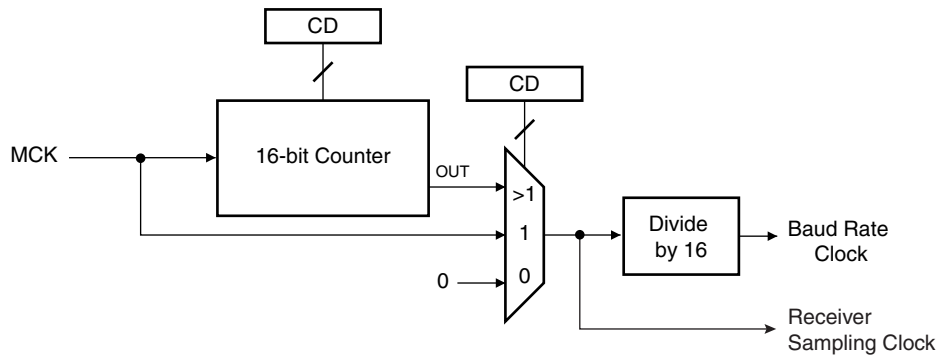 CD
CD
MCK
16-bit Counter
OUT
>1
1
0
0
Divide
by 16
Baud Rate
Clock
Receiver
Sampling Clock